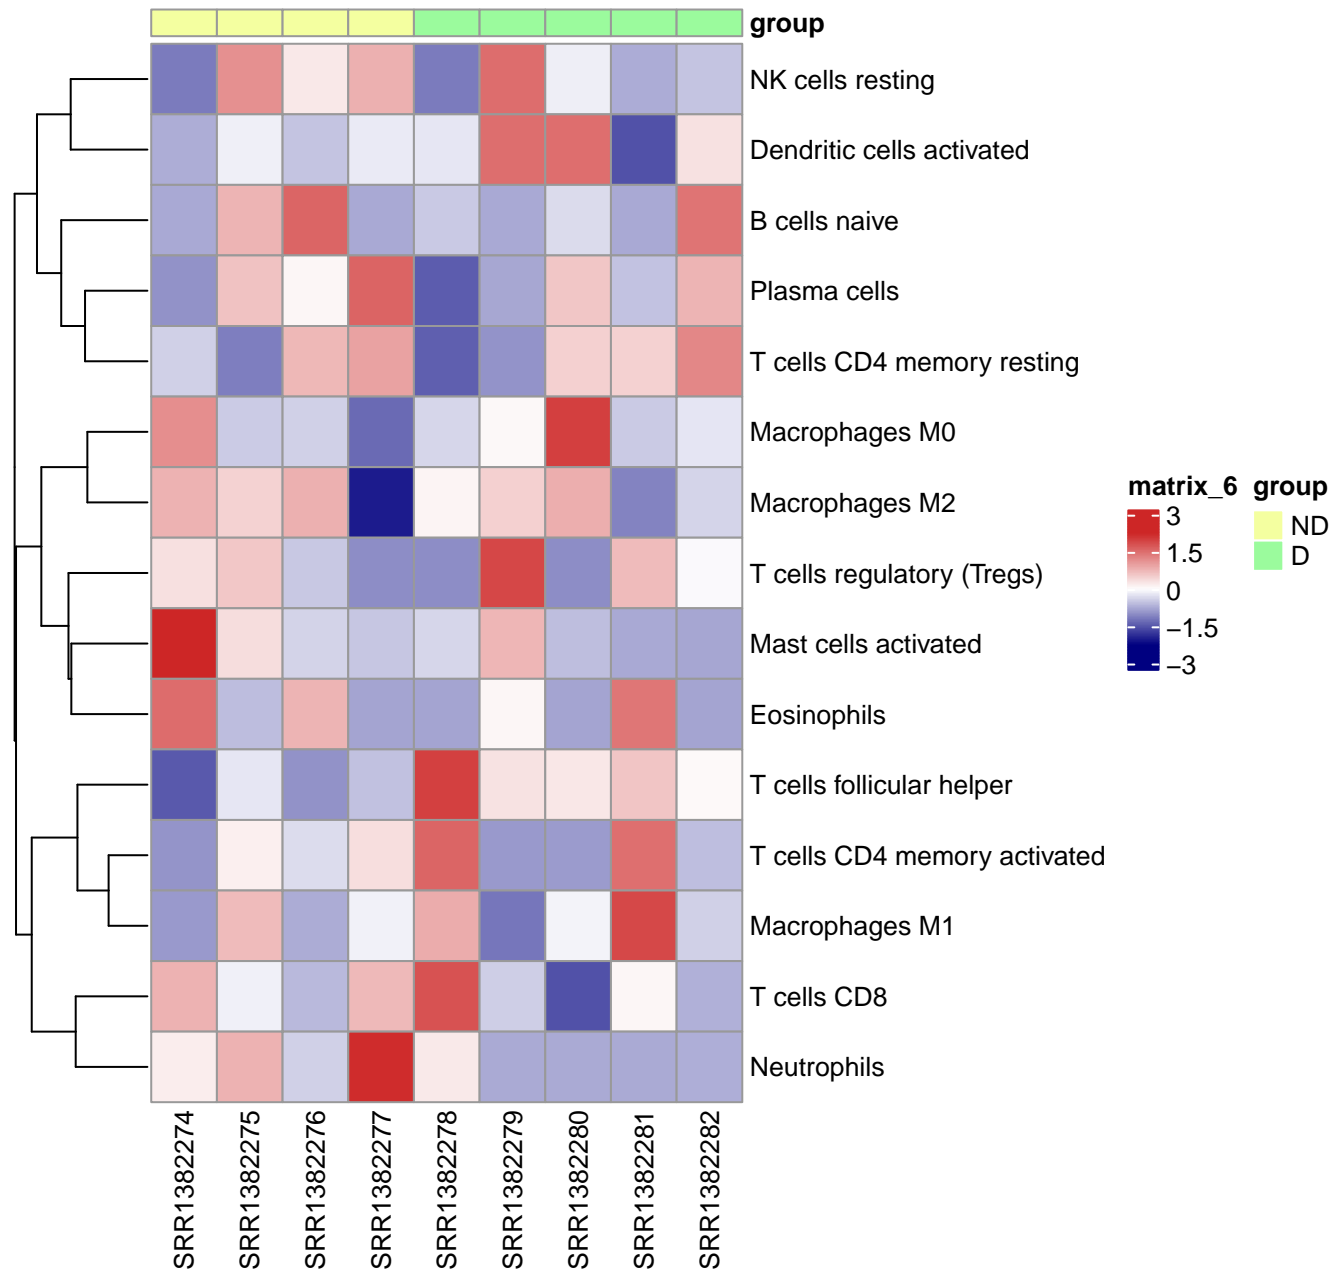 group
NK cells resting
Dendritic cells activated
B cells naive
Plasma cells
T cells CD4 memory resting
Macrophages M0
Macrophages M2
T cells regulatory (Tregs)
Mast cells activated
Eosinophils
T cells follicular helper
T cells CD4 memory activated
Macrophages M1
T cells CD8
Neutrophils
matrix_6 group
3
1.5
0
−1.5
−3
ND
D
SRR1382274
SRR1382275
SRR1382276
SRR1382277
SRR1382278
SRR1382279
SRR1382280
SRR1382281
SRR1382282